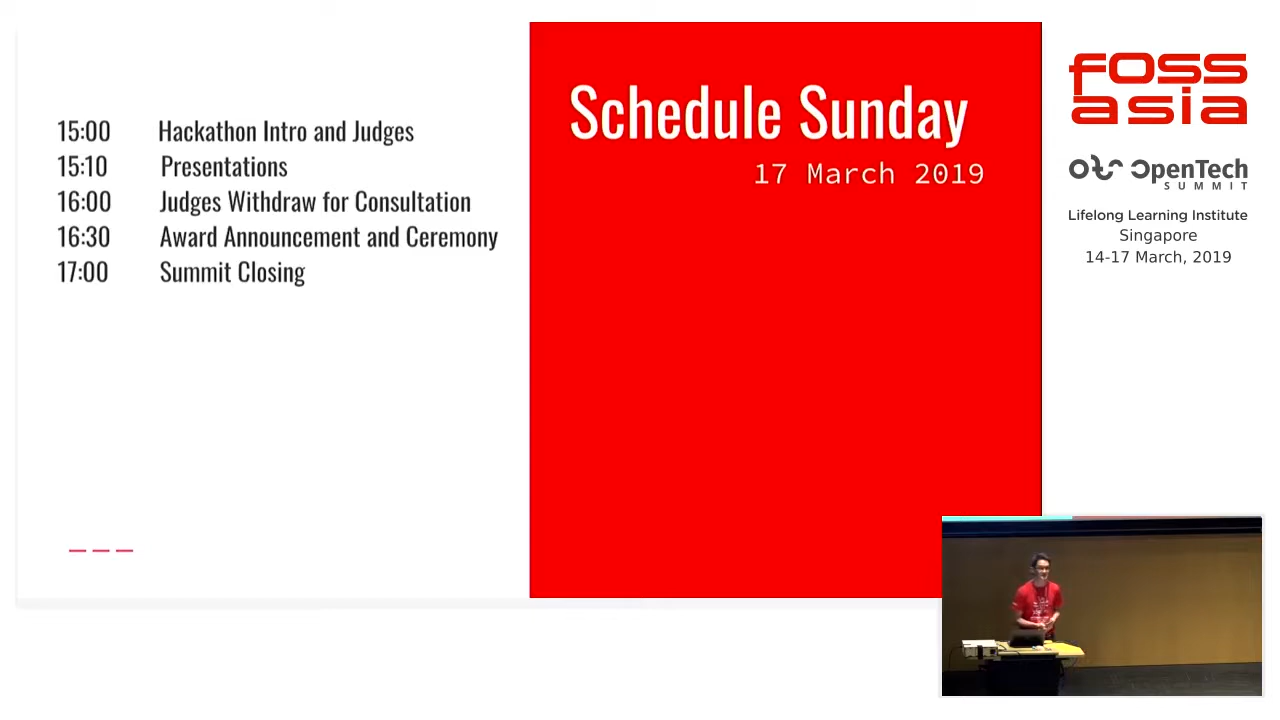 15:00 Hackathon Intro and Judges
15:10 Presentations
16:00 Judges Withdraw for Consultation
16:30 Award Announcement and Ceremony
17:00 Summit Closing
Schedule Sunday
17 March 2019
fOSS
asia
OpenTech
SUMMIT
Lifelong Learning Institute
Singapore
14-17 March, 2019